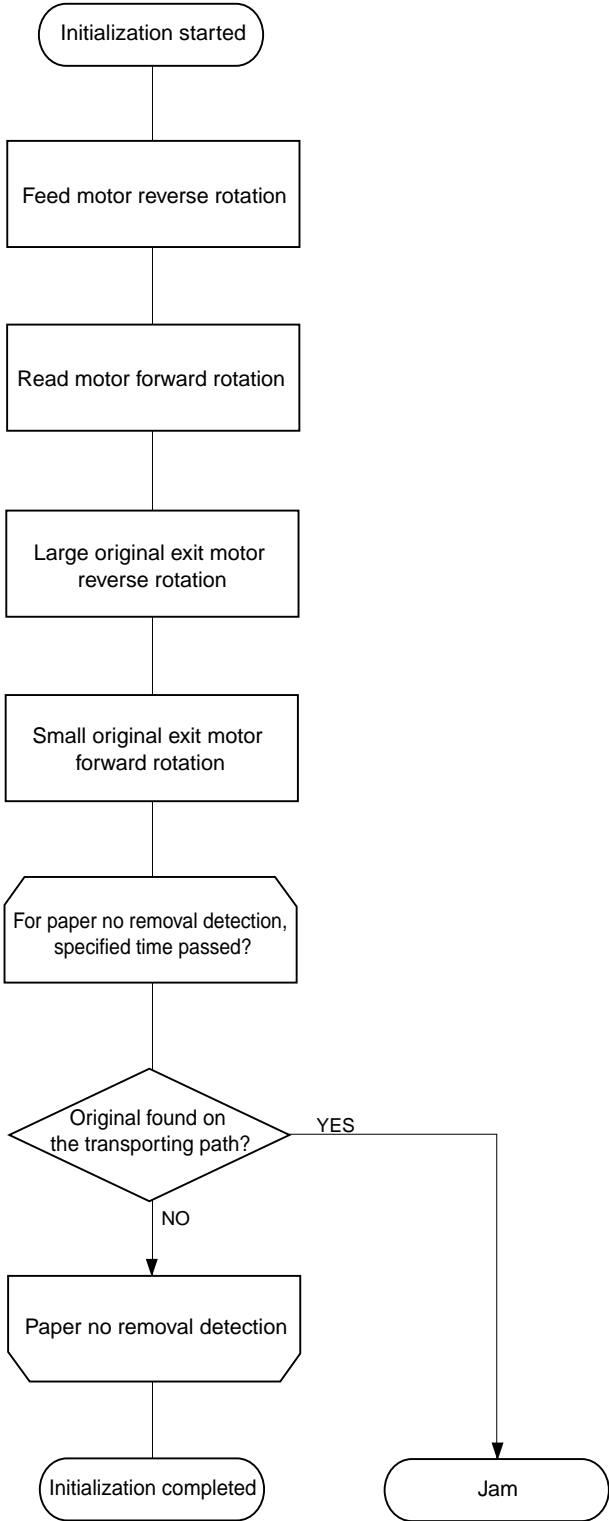 Initialization started
Feed motor reverse rotation
Read motor forward rotation
Large original exit motor
reverse rotation
Small original exit motor
forward rotation
For paper no removal detection,
specified time passed?
Original found on
the transporting path?
YES
NO
Paper no removal detection
Initialization completed
Jam